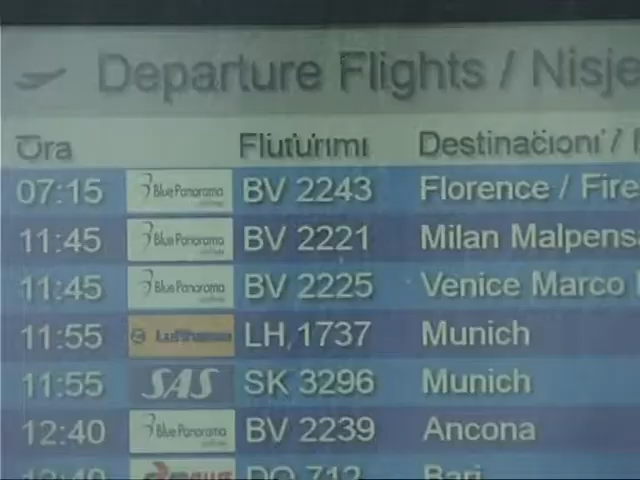 Departure Flights / Nisje
Ora Fluturimi Destinacioni /
07:15 Blue Panorama BV 2243 Florence / Fire
11:45 Blue Panorama BV 2221 Milan Malpensa
11:45 Blue Panorama BV 2225 Venice Marco
11:55 Lufthansa LH 1737 Munich
11:55 SAS SK 3296 Munich
12:40 Blue Panorama BV 2239 Ancona
712 Bari